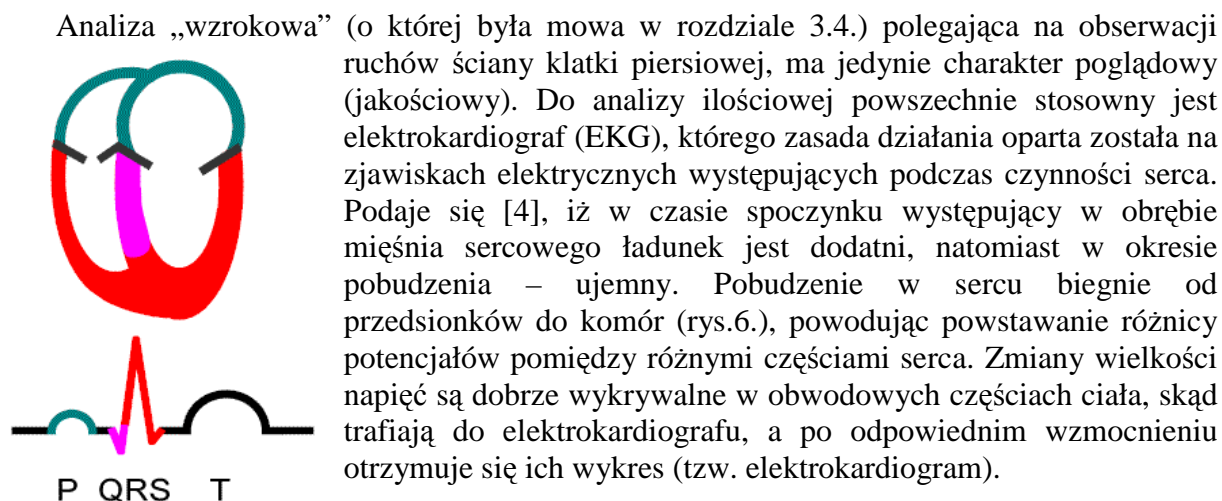 Analiza „wzrokowa” (o której była mowa w rozdziale 3.4.) polegająca na obserwacji
ruchów ściany klatki piersiowej, ma jedynie charakter poglądowy
(jakościowy). Do analizy ilościowej powszechnie stosowny jest
elektrokardiograf (EKG), którego zasada działania oparta została na
zjawiskach elektrycznych występujących podczas czynności serca.
Podaje się [4], iż w czasie spoczynku występujący w obrębie
mięśnia sercowego ładunek jest dodatni, natomiast w okresie
pobudzenia – ujemny. Pobudzenie w sercu biegnie od
przedsionków do komór (rys.6.), powodując powstawanie różnicy
potencjałów pomiędzy różnymi częściami serca. Zmiany wielkości
napięć są dobrze wykrywalne w obwodowych częściach ciała, skąd
trafiają do elektrokardiografu, a po odpowiednim wzmocnieniu
otrzymuje się ich wykres (tzw. elektrokardiogram).
P QRS T